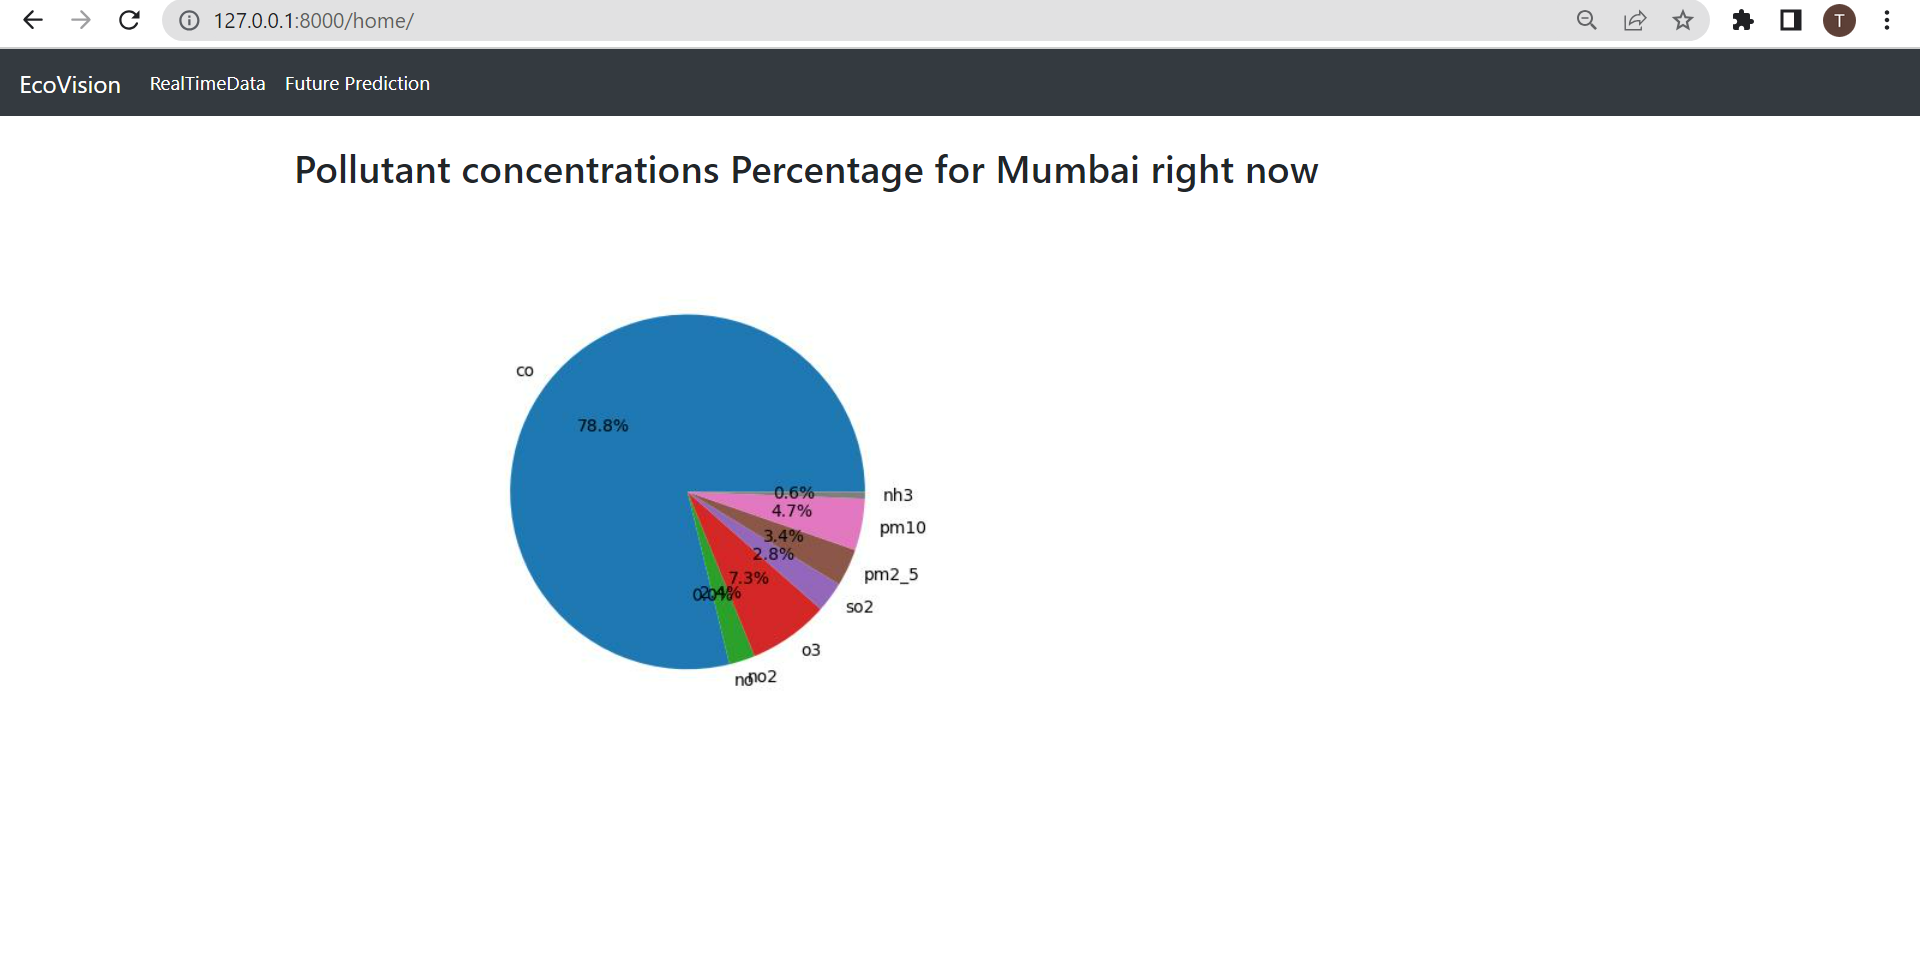 127.0.0.1:8000/home/
T
EcoVision RealTimeData Future Prediction
Pollutant concentrations Percentage for Mumbai right now
co
78.8%
0.6%
nh3
4.7%
pm10
3.4%
2.8%
pm2_5
7.3%
so2
0.0%
2.4%
o3
no
no2